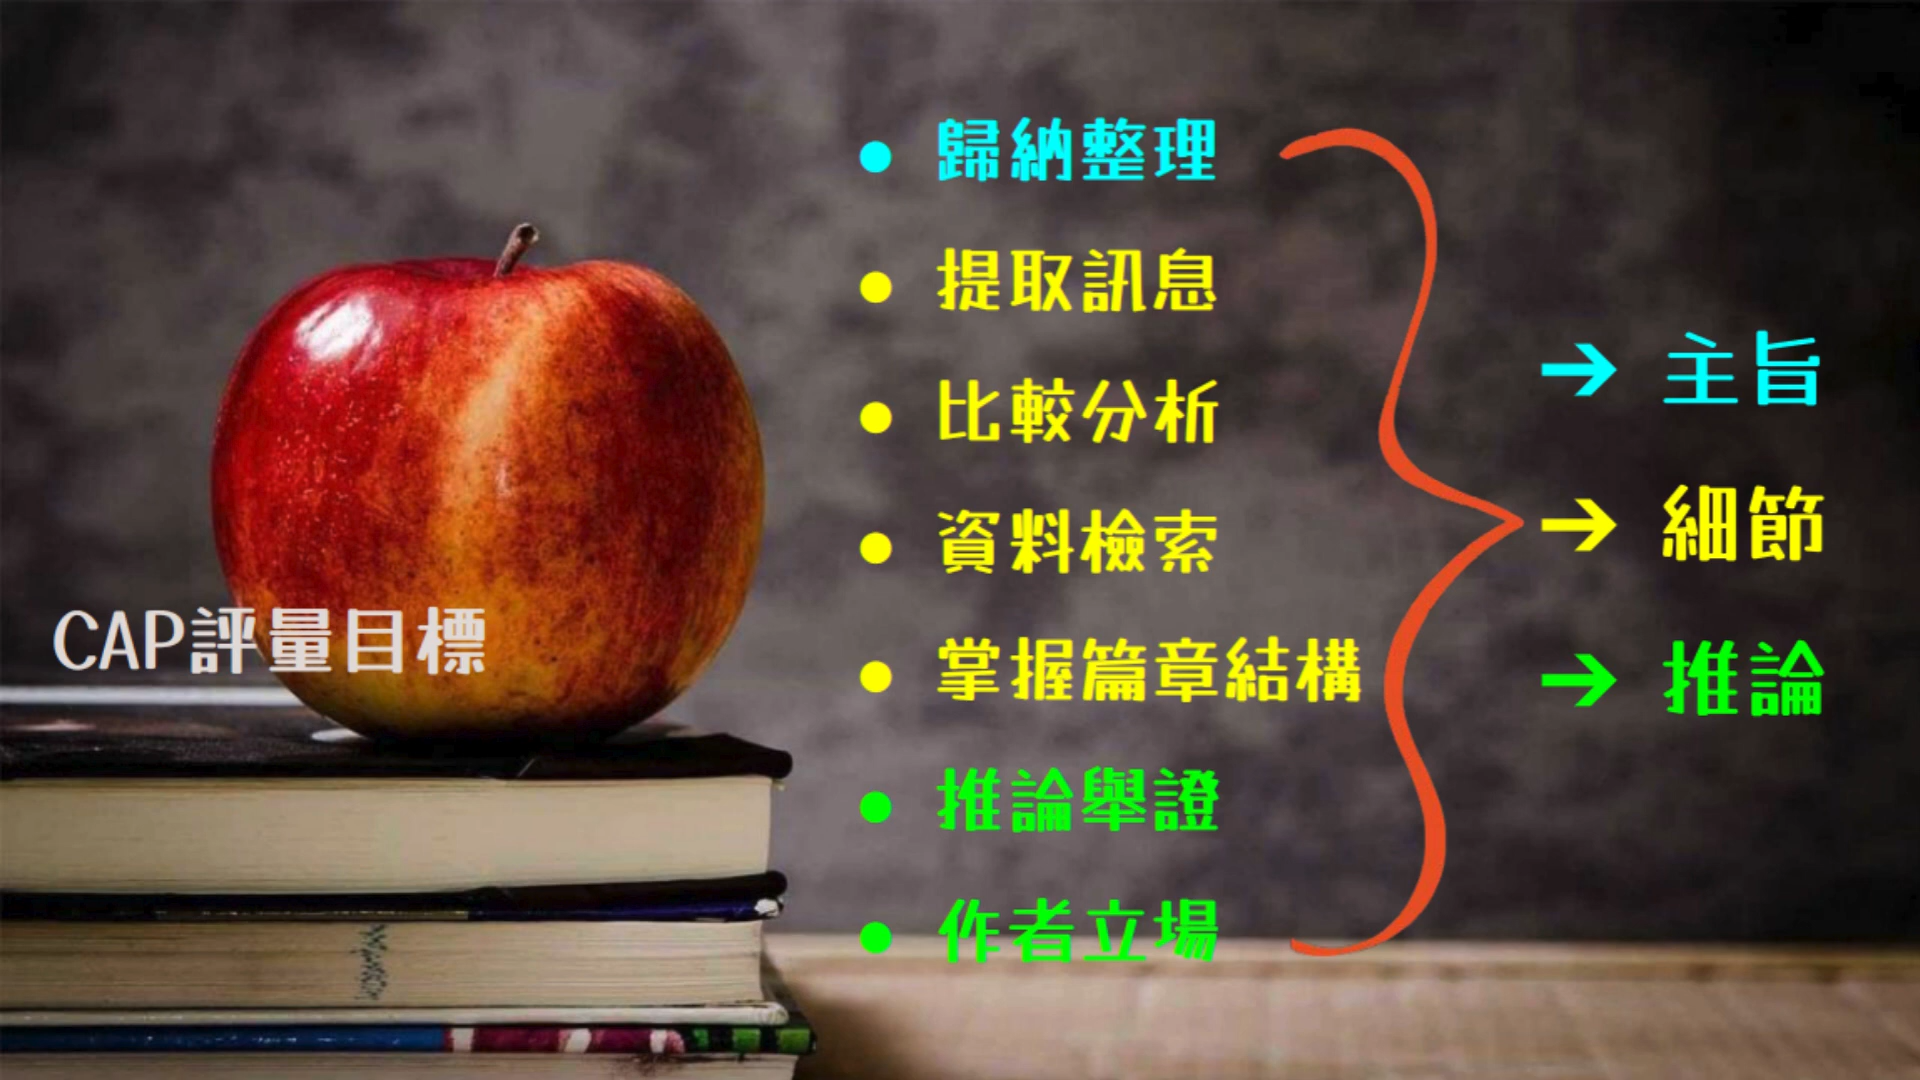 CAP評量目標
● 歸納整理
● 提取訊息
● 比較分析
● 資料檢索
● 掌握篇章結構
● 推論舉證
● 作者立場
→ 主旨
→ 細節
→ 推論